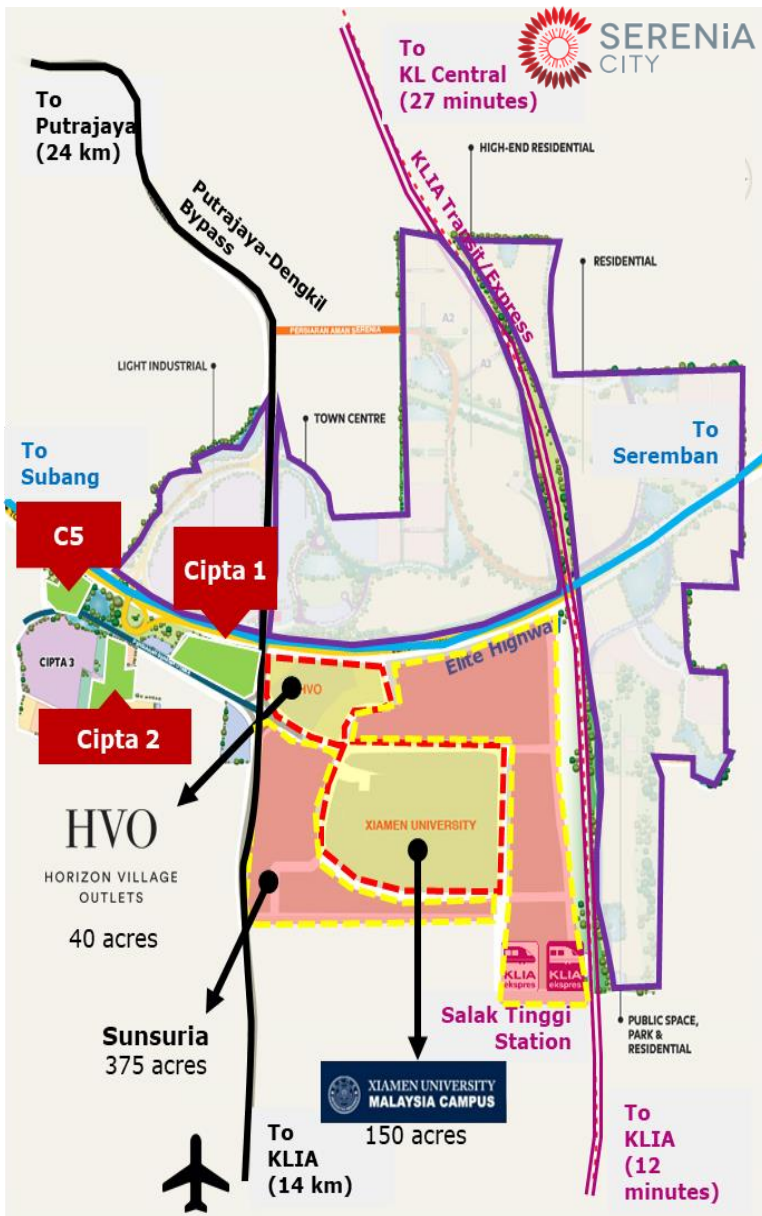 SERENiA
CITY
To
KL Central
(27 minutes)
To
Putrajaya
(24 km)
HIGH-END RESIDENTIAL
KLIA Transit/Express
Putrajaya-Dengkil
Bypass
RESIDENTIAL
A2
PERSIARAN AMAN SERENIA
A3
LIGHT INDUSTRIAL
TOWN CENTRE
To
Subang
To
Seremban
C5
Cipta 1
Elite Highwa
CIPTA 3
HVO
Cipta 2
HVO
HORIZON VILLAGE
OUTLETS
40 acres
XIAMEN UNIVERSITY
KLIA
ekspres
KLIA
ekspres
Salak Tinggi
Station
PUBLIC SPACE,
PARK &
RESIDENTIAL
Sunsuria
375 acres
XIAMEN UNIVERSITY
MALAYSIA CAMPUS
150 acres
To
KLIA
(14 km)
To
KLIA
(12
minutes)